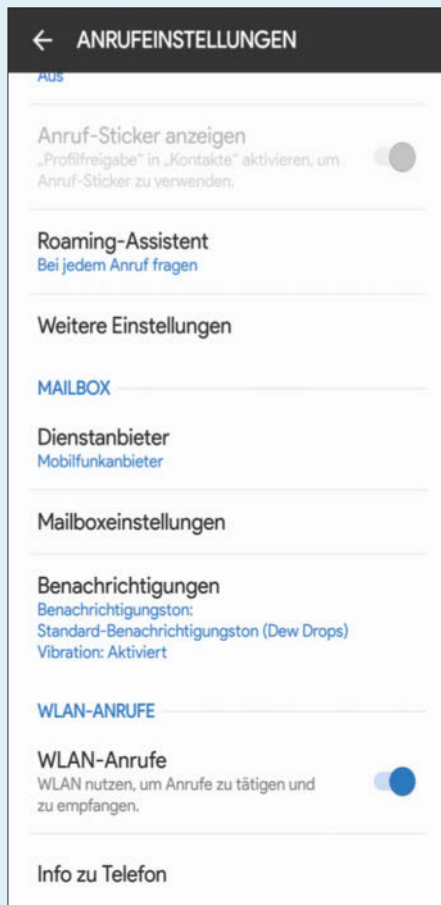 ANRUFEINSTELLUNGEN
Aus
Anruf-Sticker anzeigen
„Profilfreigabe“ in „Kontakte“ aktivieren, um
Anruf-Sticker zu verwenden.
Roaming-Assistent
Bei jedem Anruf fragen
Weitere Einstellungen
MAILBOX
Dienstanbieter
Mobilfunkanbieter
Mailboxeinstellungen
Benachrichtigungen
Benachrichtigungston:
Standard-Benachrichtigungston (Dew Drops)
Vibration: Aktiviert
WLAN-ANRUFE
WLAN-Anrufe
WLAN nutzen, um Anrufe zu tätigen und
zu empfangen.
Info zu Telefon